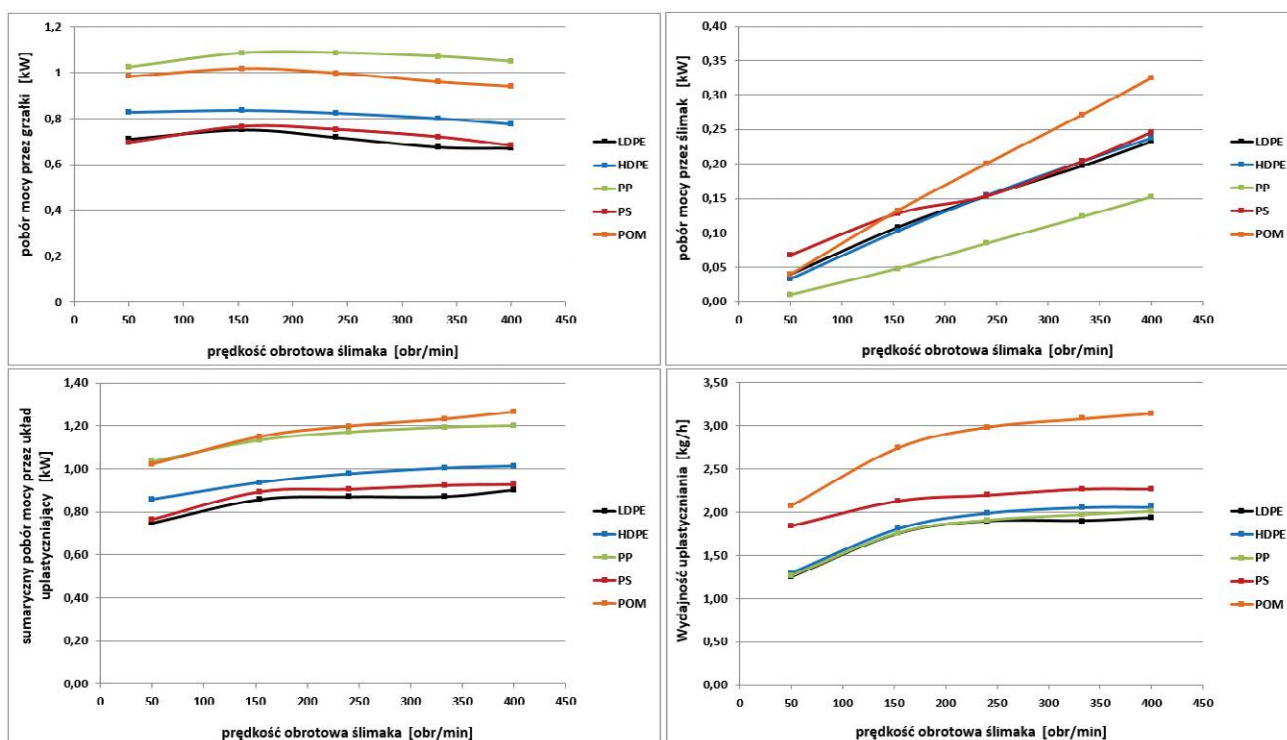 pobór mocy przez grzałki [kW]
1,2
1
0,8
0,6
0,4
0,2
0
0 50 100 150 200 250 300 350 400 450
prędkość obrotowa ślimaka [obr/min]
LDPE
HDPE
PP
PS
POM
pobór mocy przez ślimak [kW]
0,40
0,35
0,30
0,25
0,20
0,15
0,10
0,05
0,00
0 50 100 150 200 250 300 350 400 450
prędkość obrotowa ślimaka [obr/min]
LDPE
HDPE
PP
PS
POM
sumaryczny pobór mocy przez układ
uplastyczniający [kW]
1,40
1,20
1,00
0,80
0,60
0,40
0,20
0,00
0 50 100 150 200 250 300 350 400 450
prędkość obrotowa ślimaka [obr/min]
LDPE
HDPE
PP
PS
POM
Wydajność uplastyczniania [kg/h]
3,50
3,00
2,50
2,00
1,50
1,00
0,50
0,00
0 50 100 150 200 250 300 350 400 450
prędkość obrotowa ślimaka [obr/min]
LDPE
HDPE
PP
PS
POM